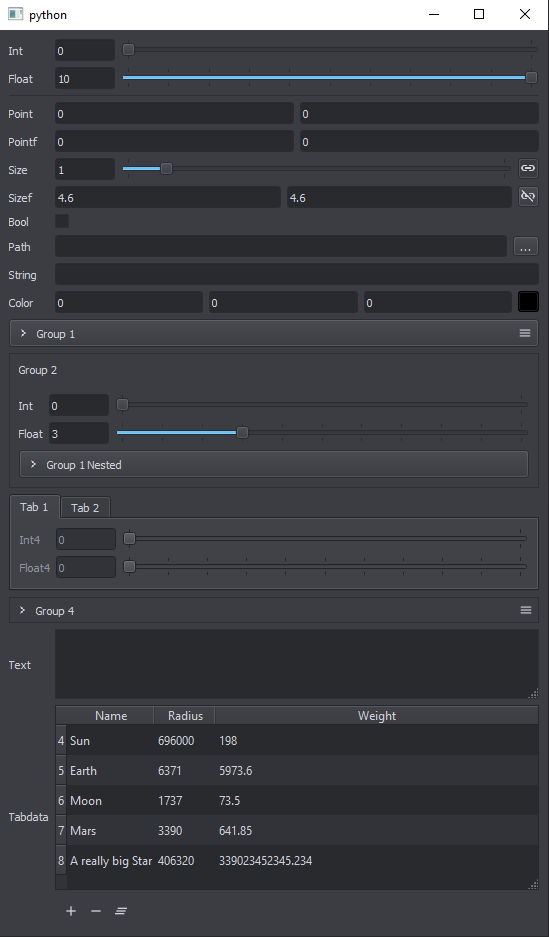 python
Int 0
Float 10
Point 0 0
Pointf 0 0
Size 1
Sizef 4.6 4.6
Bool
Path ...
String
Color 0 0 0
Group 1
Group 2
Int 0
Float 3
Group 1 Nested
Tab 1 Tab 2
Int4 0
Float4 0
Group 4
Text
Name Radius Weight
4 Sun 696000 198
5 Earth 6371 5973.6
6 Moon 1737 73.5
Tabdata
7 Mars 3390 641.85
8 A really big Star 406320 339023452345.234